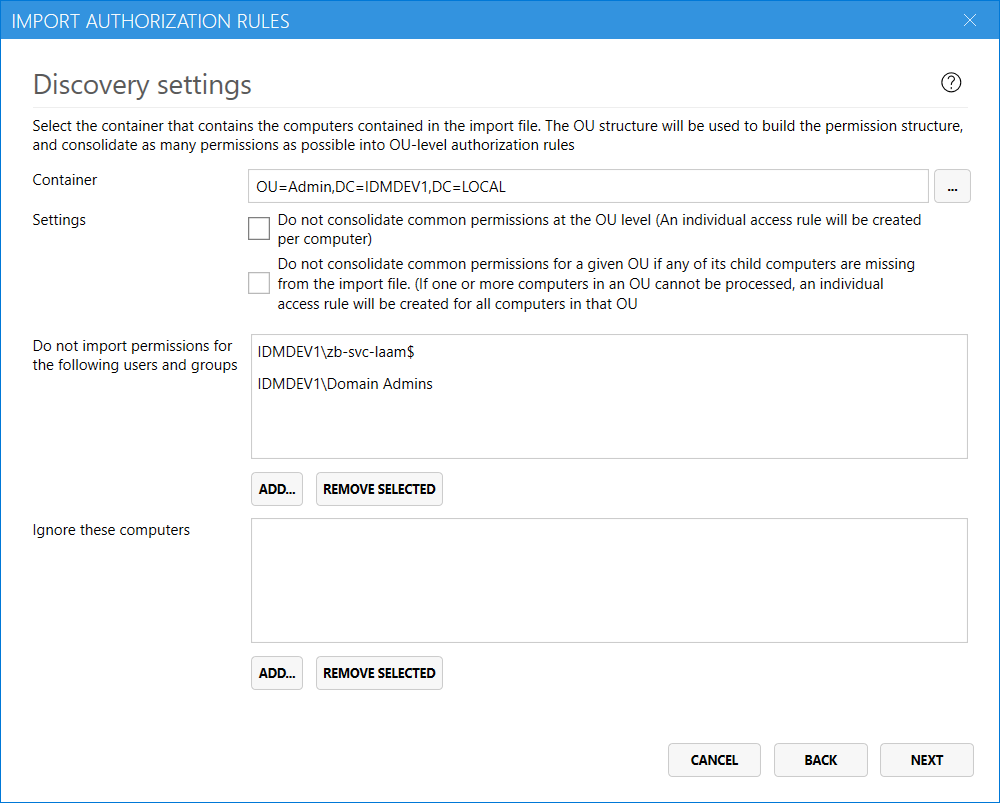 IMPORT AUTHORIZATION RULES
Discovery settings
?
Select the container that contains the computers contained in the import file. The OU structure will be used to build the permission structure,
and consolidate as many permissions as possible into OU-level authorization rules
Container
OU=Admin,DC=IDMDEV1,DC=LOCAL
...
Settings
Do not consolidate common permissions at the OU level (An individual access rule will be created
per computer)
Do not consolidate common permissions for a given OU if any of its child computers are missing
from the import file. (If one or more computers in an OU cannot be processed, an individual
access rule will be created for all computers in that OU
Do not import permissions for
the following users and groups
IDMDEV1\zb-svc-laam$
IDMDEV1\Domain Admins
ADD...
REMOVE SELECTED
Ignore these computers
ADD...
REMOVE SELECTED
CANCEL
BACK
NEXT